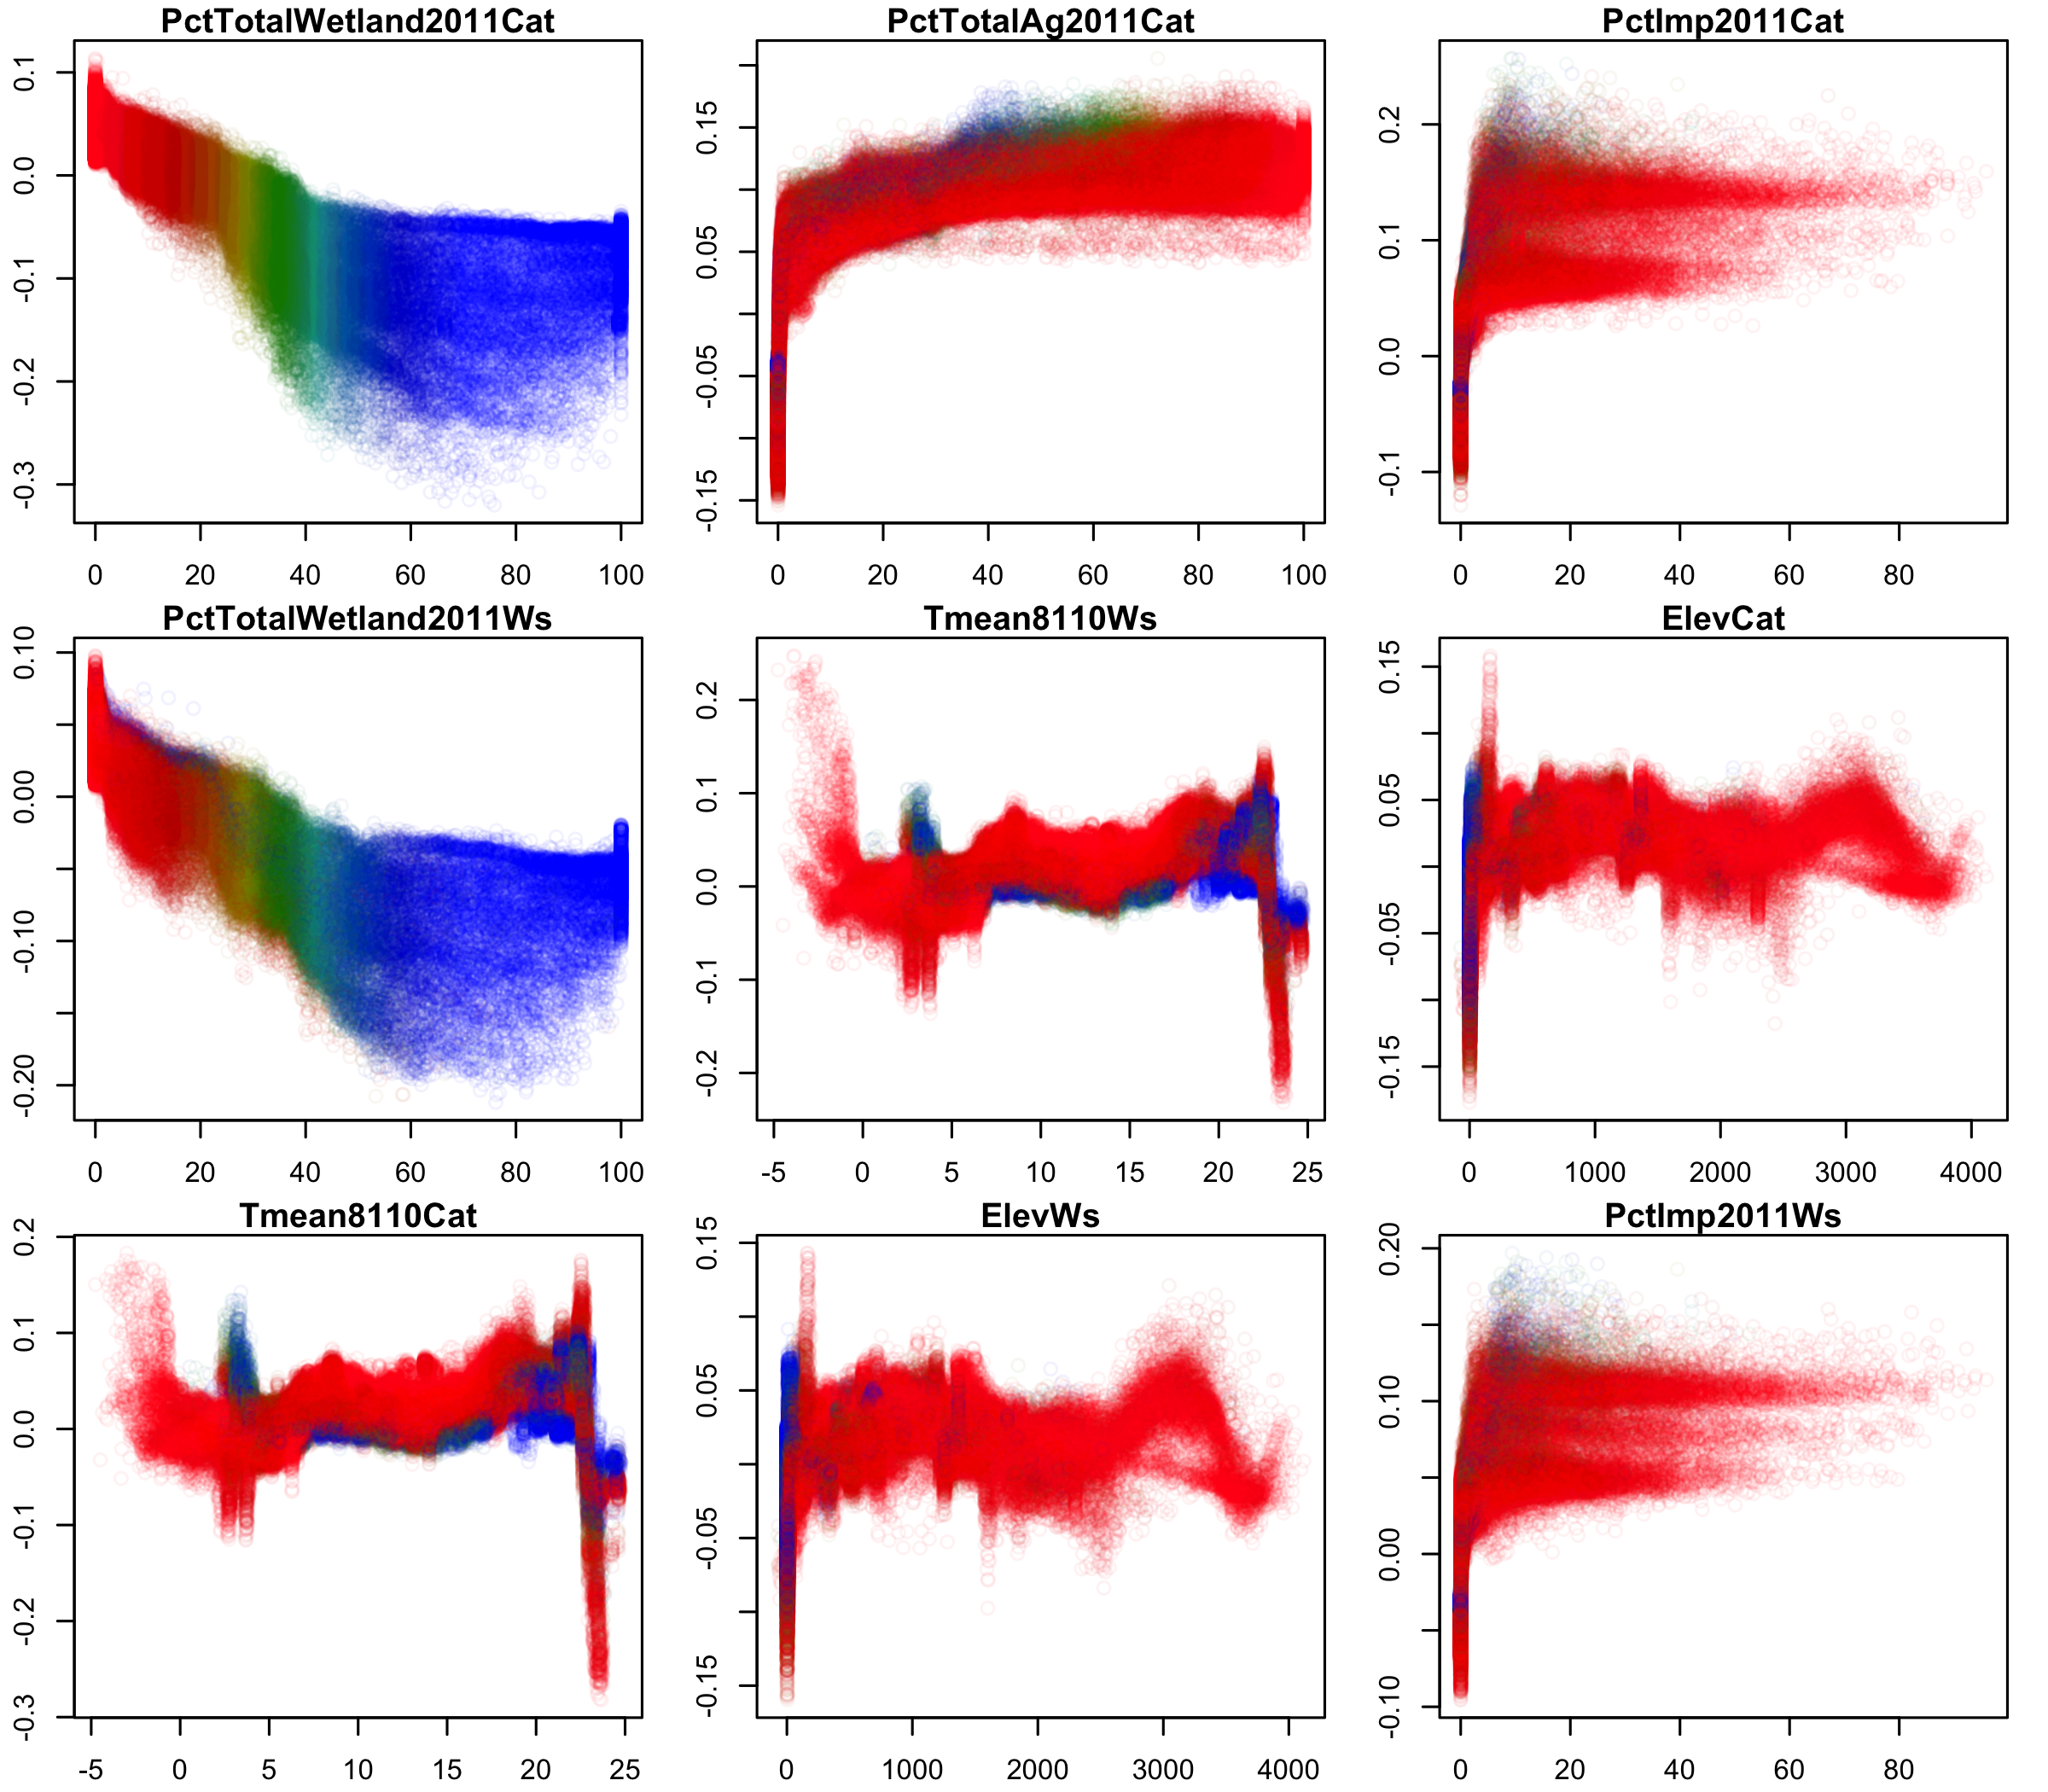 PctTotalWetland2011Cat
0.1
0.0
-0.1
-0.2
-0.3
0 20 40 60 80 100
PctTotalAg2011Cat
0.15
0.05
-0.05
-0.15
0 20 40 60 80 100
PctImp2011Cat
0.2
0.1
0.0
-0.1
0 20 40 60 80
PctTotalWetland2011Ws
0.10
0.00
-0.10
-0.20
0 20 40 60 80 100
Tmean8110Ws
0.2
0.1
0.0
-0.1
-0.2
-5 0 5 10 15 20 25
ElevCat
0.15
0.05
-0.05
-0.15
0 1000 2000 3000 4000
Tmean8110Cat
0.2
0.1
0.0
-0.1
-0.2
-0.3
-5 0 5 10 15 20 25
ElevWs
0.15
0.05
-0.05
-0.15
0 1000 2000 3000 4000
PctImp2011Ws
0.20
0.10
0.00
-0.10
0 20 40 60 80